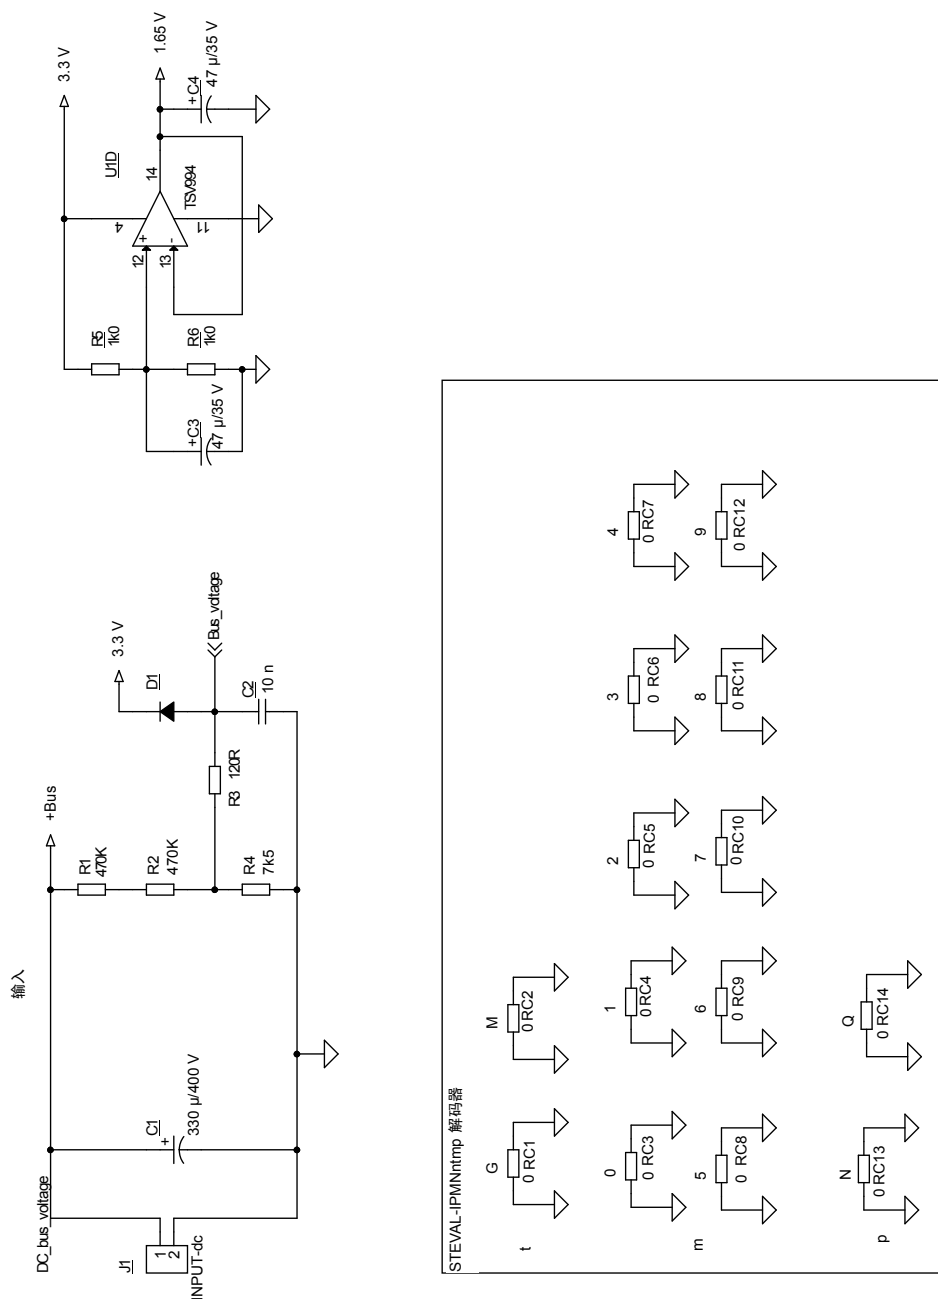 输入
J1
1
2
INPUT-dc
DC_bus_voltage
C1
+
330 µ/400 V
+Bus
R1
470K
R2
470K
R4
7k5
R3
120R
3.3 V
D1
C2
10 n
Bus_voltage
3.3 V
R5
1k0
R6
1k0
+C3
47 µ/35 V
U1D
4
12
+
13
-
14
11
TSV994
1.65 V
+C4
47 µ/35 V
STEVAL-IPMNntmp 解码器
t
G
0 RC1
M
0 RC2
m
0
0 RC3
1
0 RC4
2
0 RC5
3
0 RC6
4
0 RC7
5
0 RC8
6
0 RC9
7
0 RC10
8
0 RC11
9
0 RC12
p
N
0 RC13
Q
0 RC14